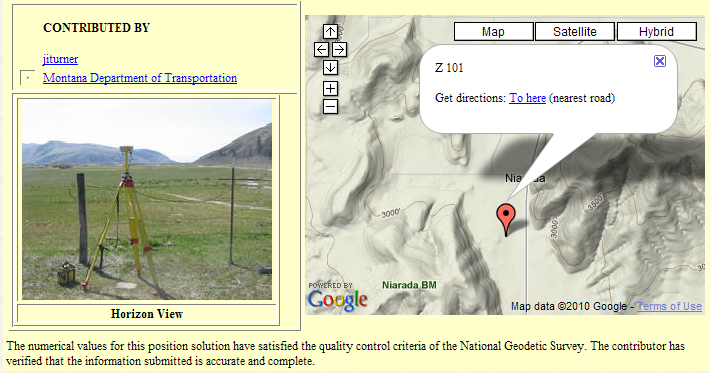 CONTRIBUTED BY
jiturner
Montana Department of Transportation
Horizon View
Map
Satellite
Hybrid
Z 101
Get directions: To here (nearest road)
Niarada
3000'
3500'
3000'
Niarada BM
POWERED BY
Google
Map data ©2010 Google - Terms of Use
The numerical values for this position solution have satisfied the quality control criteria of the National Geodetic Survey. The contributor has
verified that the information submitted is accurate and complete.